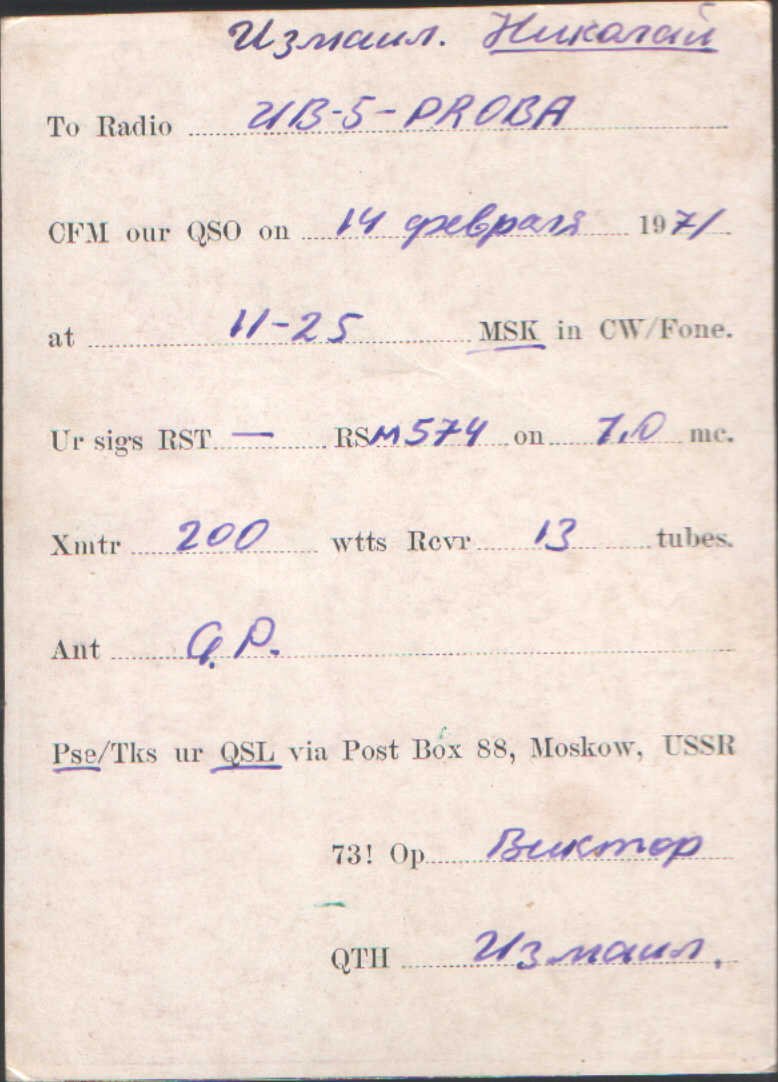 Измаил. Николай
To Radio UB-5-PROBA
CFM our QSO on 14 февраля 1971
at 11-25 MSK in CW/Fone.
Ur sigs RST — RSM 574 on 7,0 mc.
Xmtr 200 wtts Rcvr 13 tubes.
Ant G.P.
Pse/Tks ur QSL via Post Box 88, Moskow, USSR
73! Op Виктор
QTH Измаил.